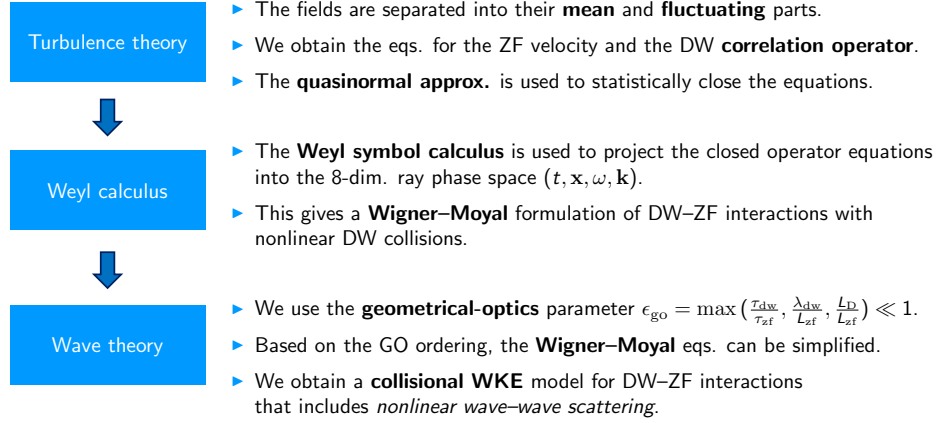 Turbulence theory
▶ The fields are separated into their mean and fluctuating parts.
▶ We obtain the eqs. for the ZF velocity and the DW correlation operator.
▶ The quasinormal approx. is used to statistically close the equations.
Weyl calculus
▶ The Weyl symbol calculus is used to project the closed operator equations
into the 8-dim. ray phase space (t, x, ω, k).
▶ This gives a Wigner–Moyal formulation of DW–ZF interactions with
nonlinear DW collisions.
Wave theory
▶ We use the geometrical-optics parameter ϵ_go = max (τ_dw/τ_zf, λ_dw/L_zf, L_D/L_zf) ≪ 1.
▶ Based on the GO ordering, the Wigner–Moyal eqs. can be simplified.
▶ We obtain a collisional WKE model for DW–ZF interactions
that includes nonlinear wave–wave scattering.